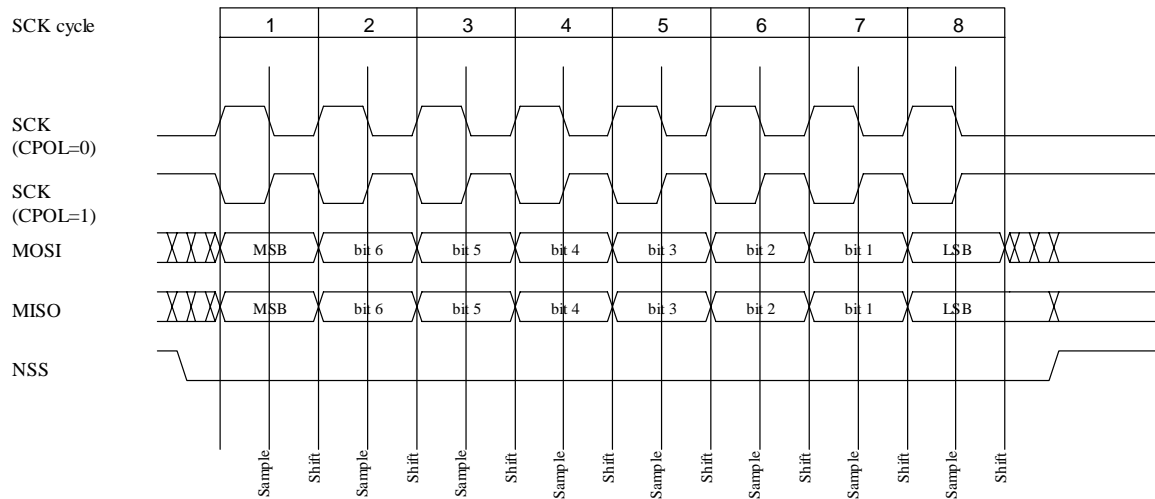 SCK cycle 1 2 3 4 5 6 7 8
SCK
(CPOL=0)
SCK
(CPOL=1)
MOSI MSB bit 6 bit 5 bit 4 bit 3 bit 2 bit 1 LSB
MISO MSB bit 6 bit 5 bit 4 bit 3 bit 2 bit 1 LSB
NSS
Sample Shift Sample Shift Sample Shift Sample Shift Sample Shift Sample Shift Sample Shift Sample Shift